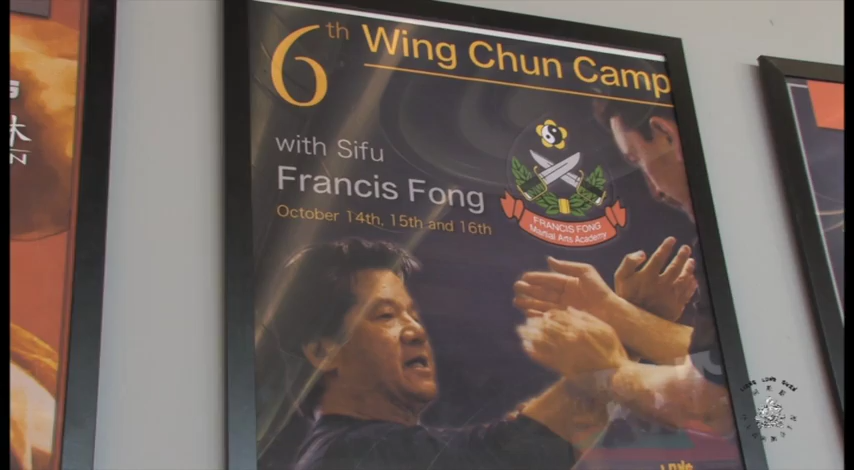 6th Wing Chun Camp
with Sifu
Francis Fong
October 14th, 15th and 16th
FRANCIS FONG
Martial Arts Academy